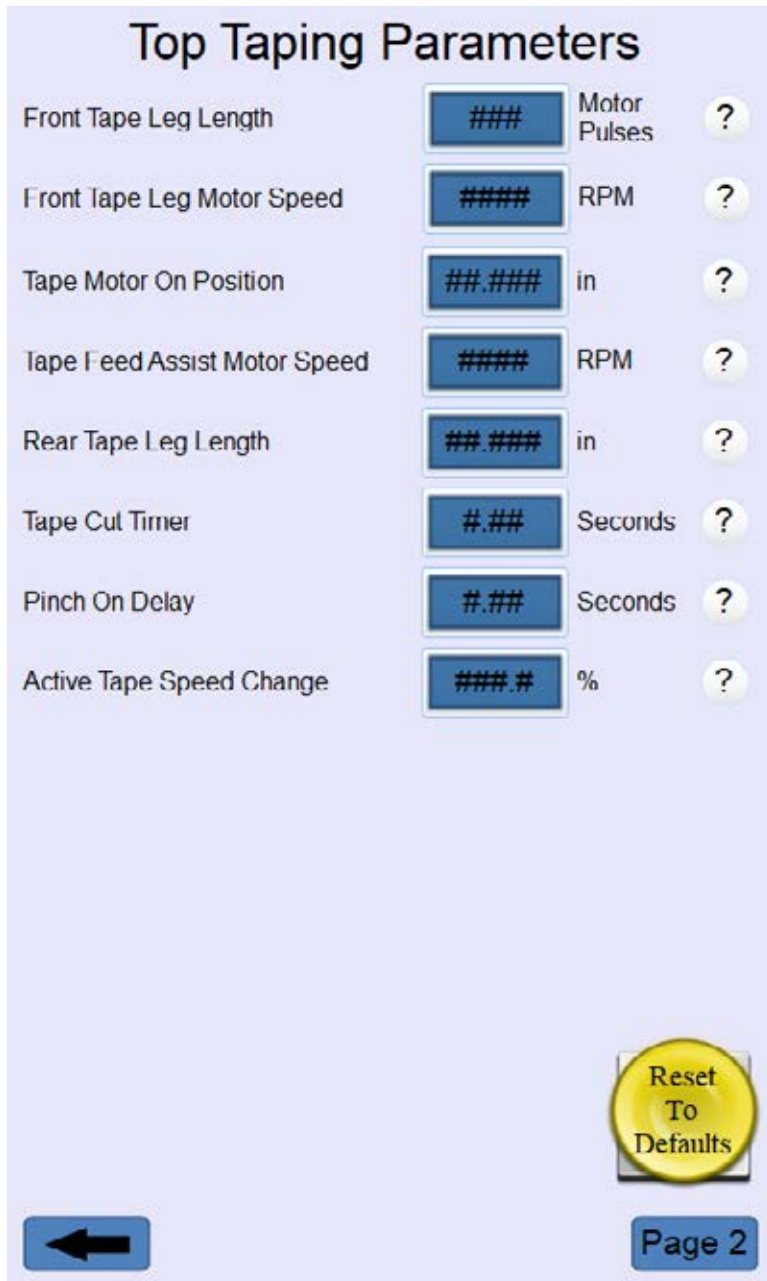 Top Taping Parameters
Front Tape Leg Length ### Motor Pulses ?
Front Tape Leg Motor Speed #### RPM ?
Tape Motor On Position ##.### in ?
Tape Feed Assist Motor Speed #### RPM ?
Rear Tape Leg Length ##.### in ?
Tape Cut Timer #.## Seconds ?
Pinch On Delay #.## Seconds ?
Active Tape Speed Change ###.# % ?
Reset
To
Defaults
Page 2